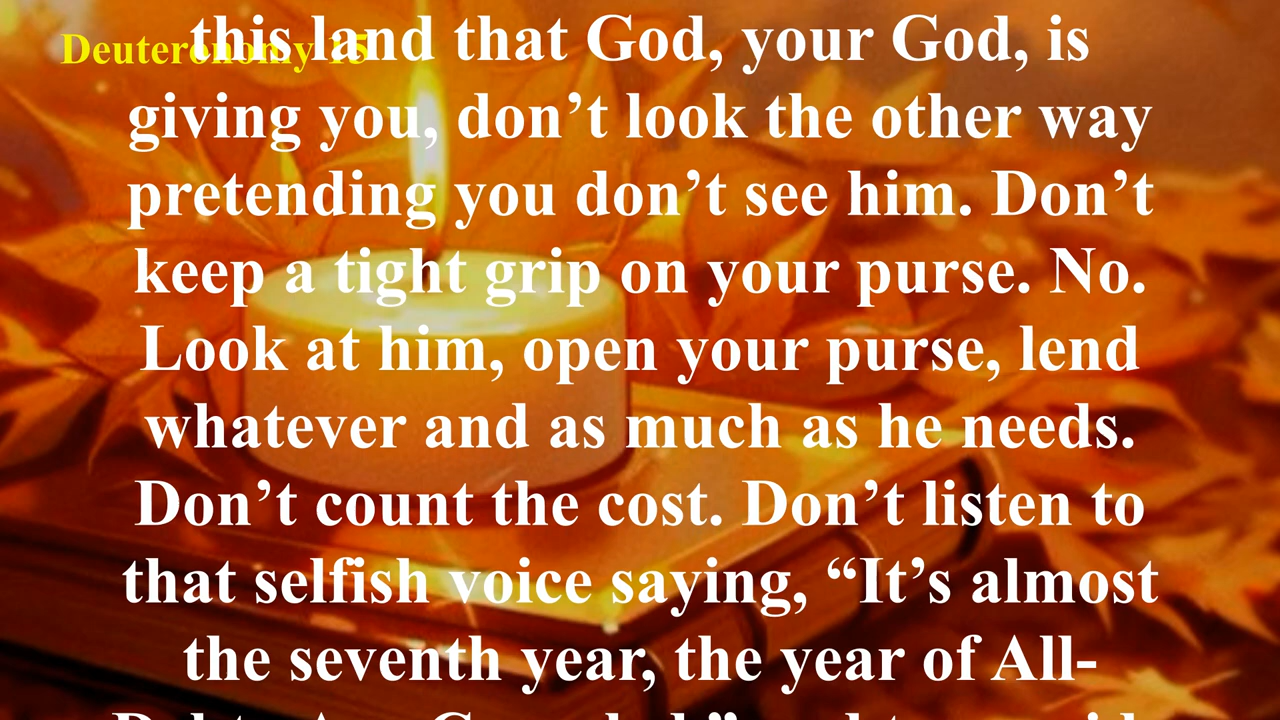 Deuteronomy 15
this land that God, your God, is
giving you, don’t look the other way
pretending you don’t see him. Don’t
keep a tight grip on your purse. No.
Look at him, open your purse, lend
whatever and as much as he needs.
Don’t count the cost. Don’t listen to
that selfish voice saying, “It’s almost
the seventh year, the year of All-